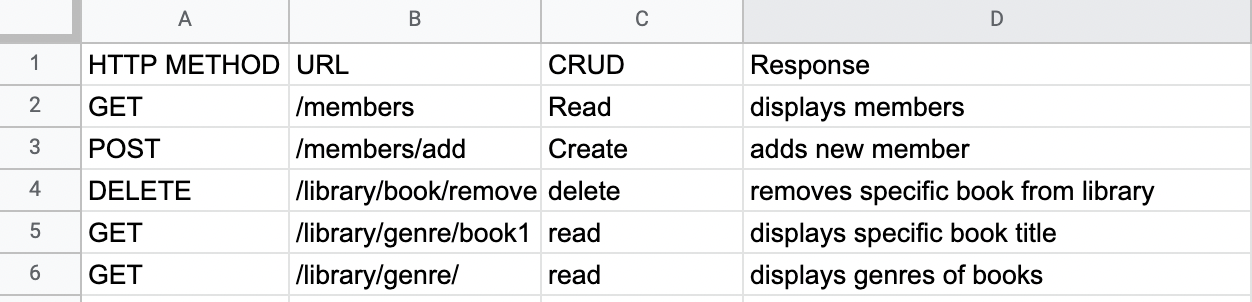 A B C D
1 HTTP METHOD URL CRUD Response
2 GET /members Read displays members
3 POST /members/add Create adds new member
4 DELETE /library/book/remove delete removes specific book from library
5 GET /library/genre/book1 read displays specific book title
6 GET /library/genre/ read displays genres of books